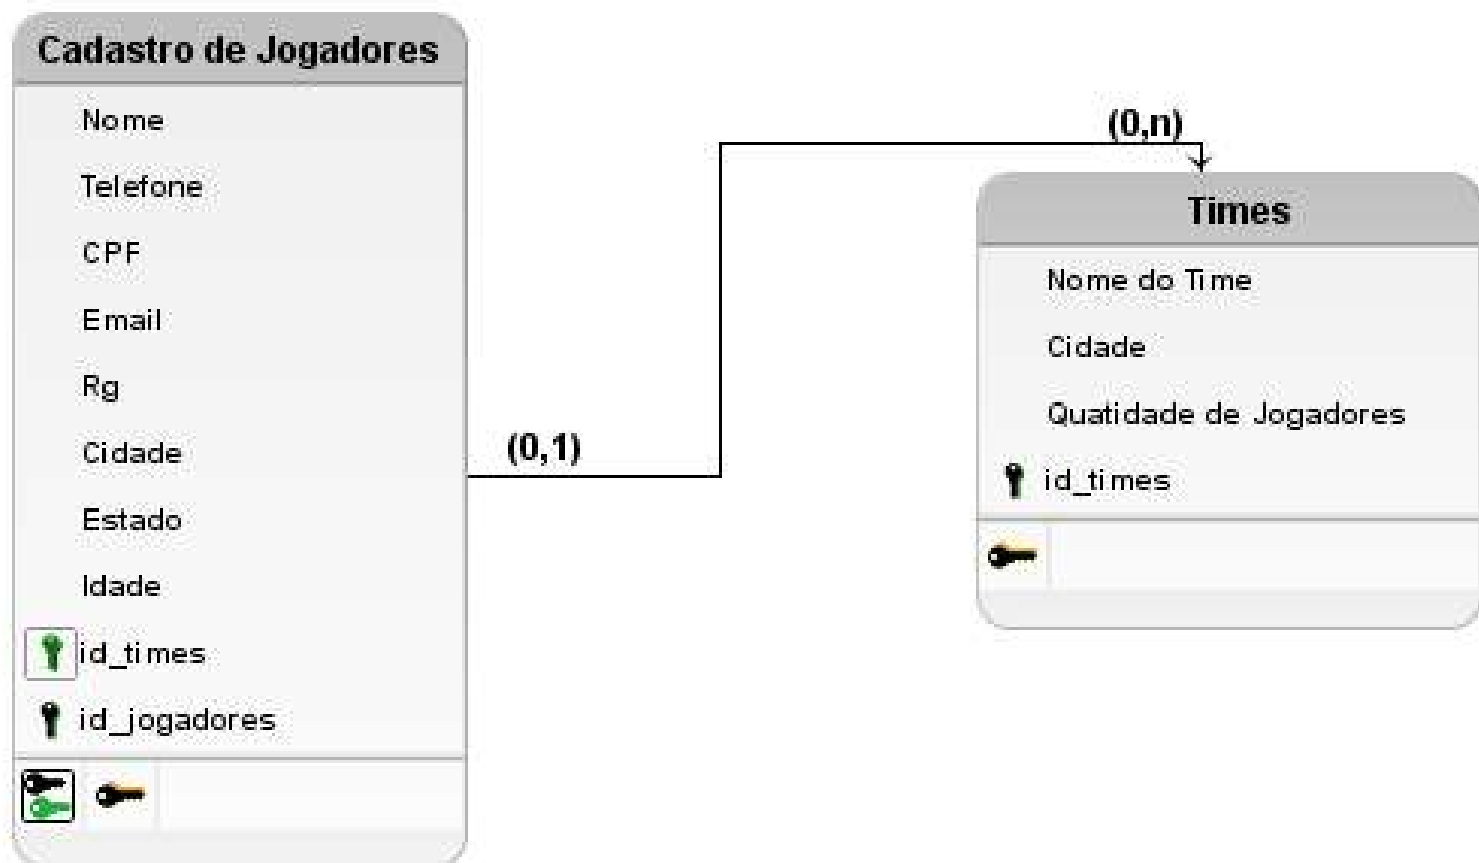 Cadastro de Jogadores
Nome
Telefone
CPF
Email
Rg
Cidade
Estado
Idade
id_times
id_jogadores
(0,1)
(0,n)
Times
Nome do Time
Cidade
Quatidade de Jogadores
id_times